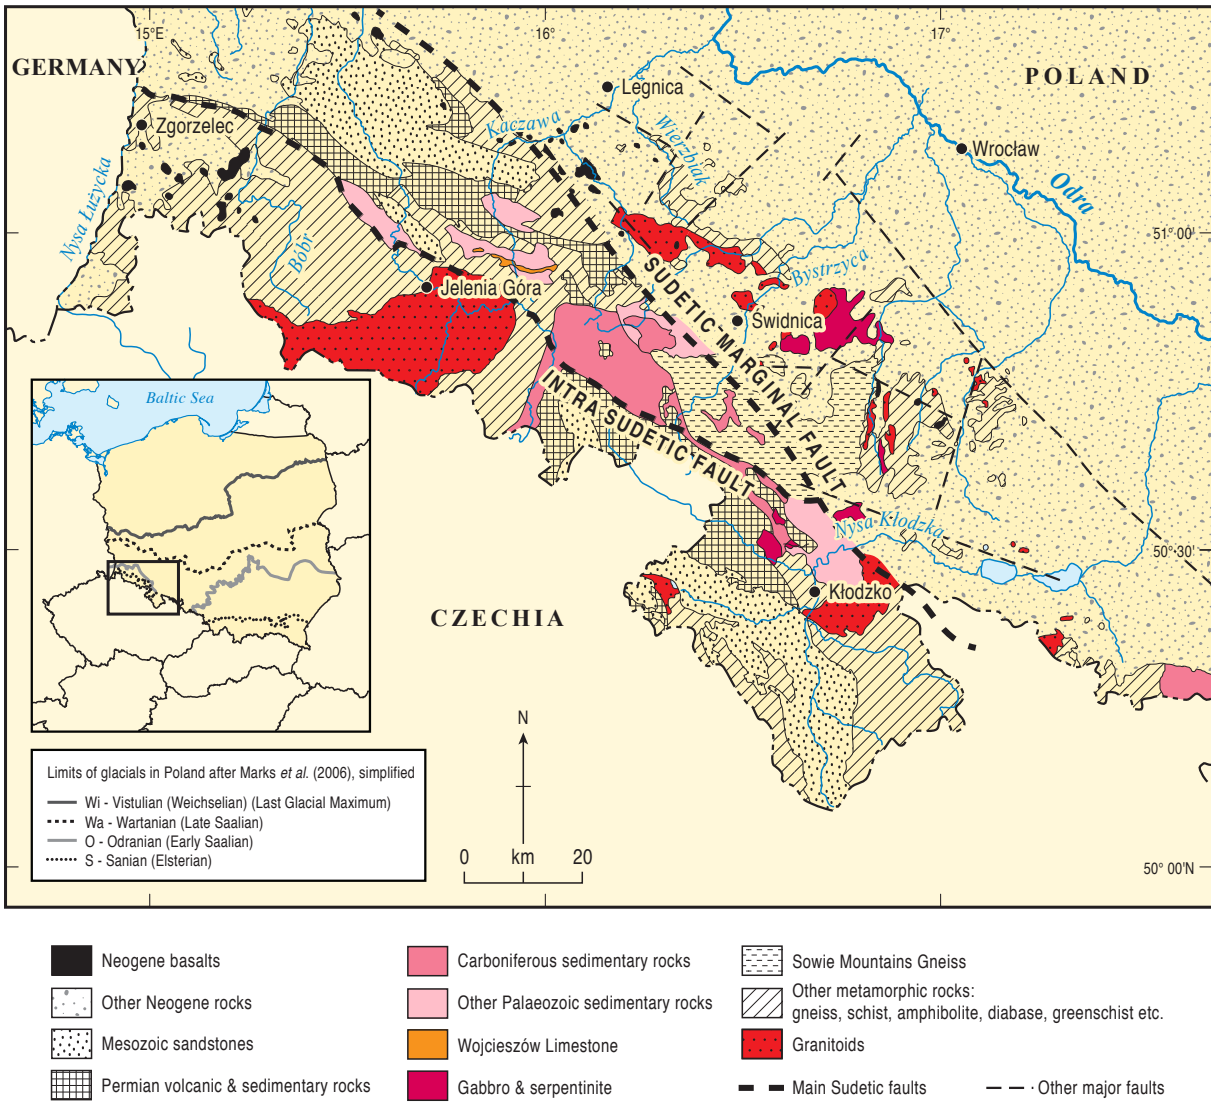 15°E
16°
17°
GERMANY
POLAND
Legnica
Zgorzelec
Kaczawa
Wierzbiak
Wrocław
Odra
Nysa Łużycka
Bóbr
51° 00'
Bystrzyca
Jelenia Góra
SUDETIC MARGINAL FAULT
Świdnica
INTRA SUDETIC FAULT
Baltic Sea
Nysa Kłodzka
50° 30'
Kłodzko
CZECHIA
N
0 km 20
50° 00'N
Limits of glacials in Poland after Marks et al. (2006), simplified
Wi - Vistulian (Weichselian) (Last Glacial Maximum)
Wa - Wartanian (Late Saalian)
O - Odranian (Early Saalian)
S - Sanian (Elsterian)
Neogene basalts
Other Neogene rocks
Mesozoic sandstones
Permian volcanic & sedimentary rocks
Carboniferous sedimentary rocks
Other Palaeozoic sedimentary rocks
Wojcieszów Limestone
Gabbro & serpentinite
Sowie Mountains Gneiss
Other metamorphic rocks:
gneiss, schist, amphibolite, diabase, greenschist etc.
Granitoids
Main Sudetic faults
Other major faults